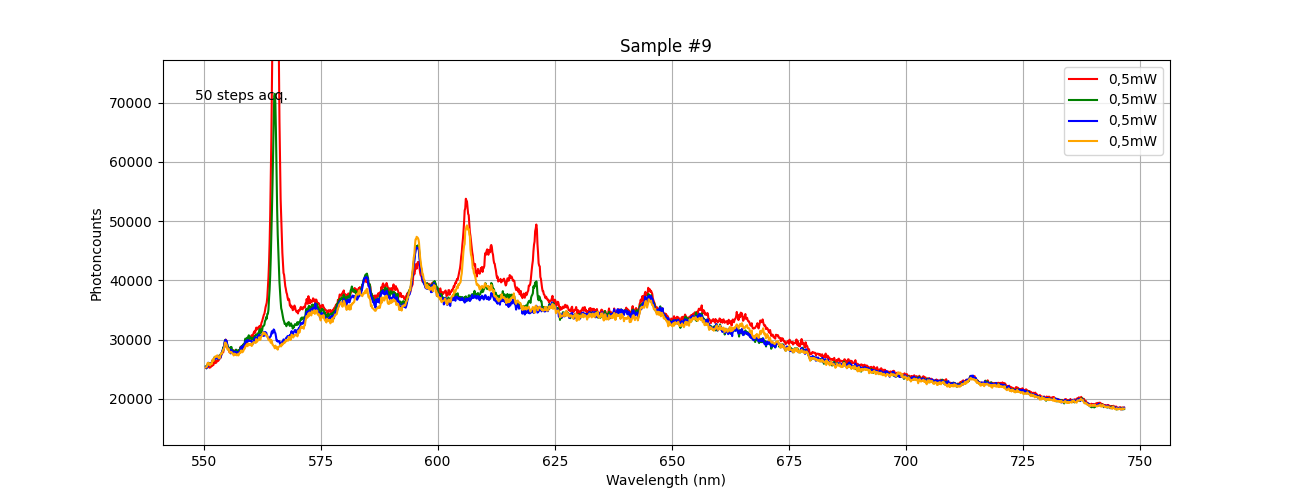 Sample #9
50 steps acq.
0,5mW
0,5mW
0,5mW
0,5mW
Photoncounts
70000
60000
50000
40000
30000
20000
550 575 600 625 650 675 700 725 750
Wavelength (nm)